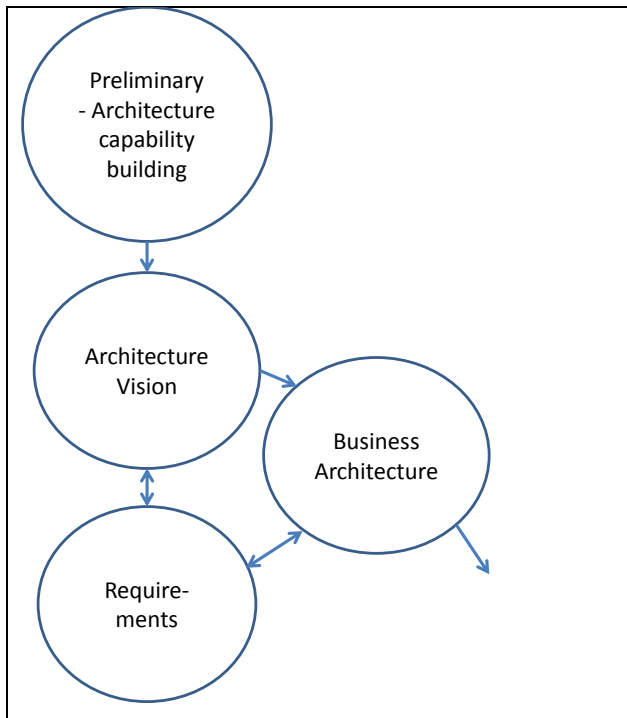 Preliminary
- Architecture
capability
building
Architecture
Vision
Business
Architecture
Require-
ments